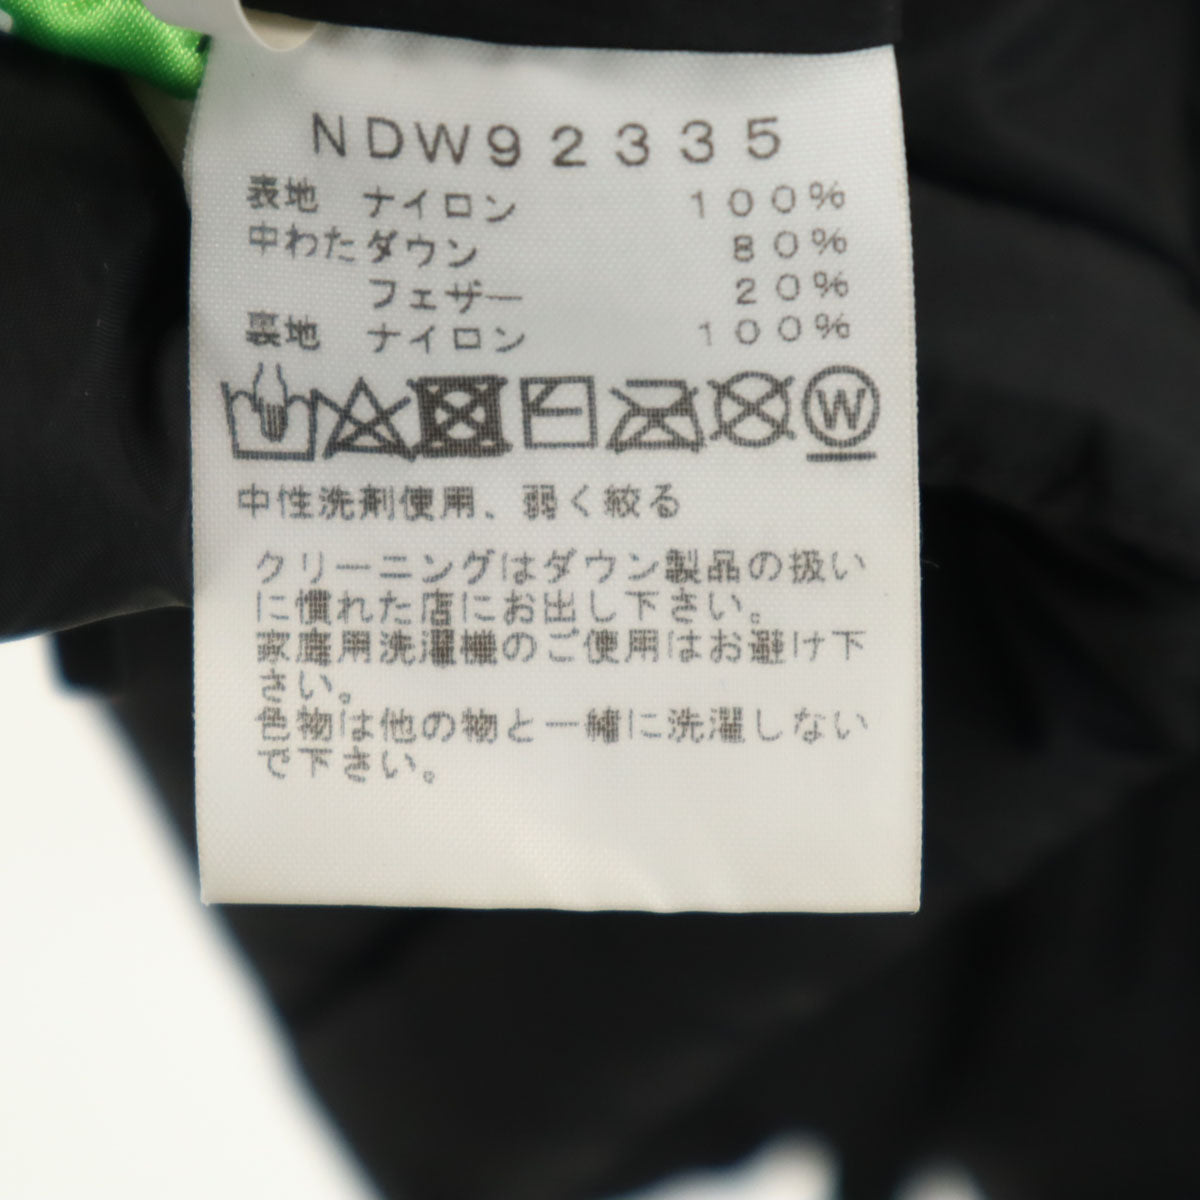 NDW92335
表地 ナイロン 100%
中わた ダウン 80%
フェザー 20%
裏地 ナイロン 100%
W
中性洗剤使用、弱く絞る
クリーニングはダウン製品の扱い
に慣れた店にお出し下さい。
家庭用洗濯機のご使用はお避け下
さい。
色物は他の物と一緒に洗濯しない
で下さい。